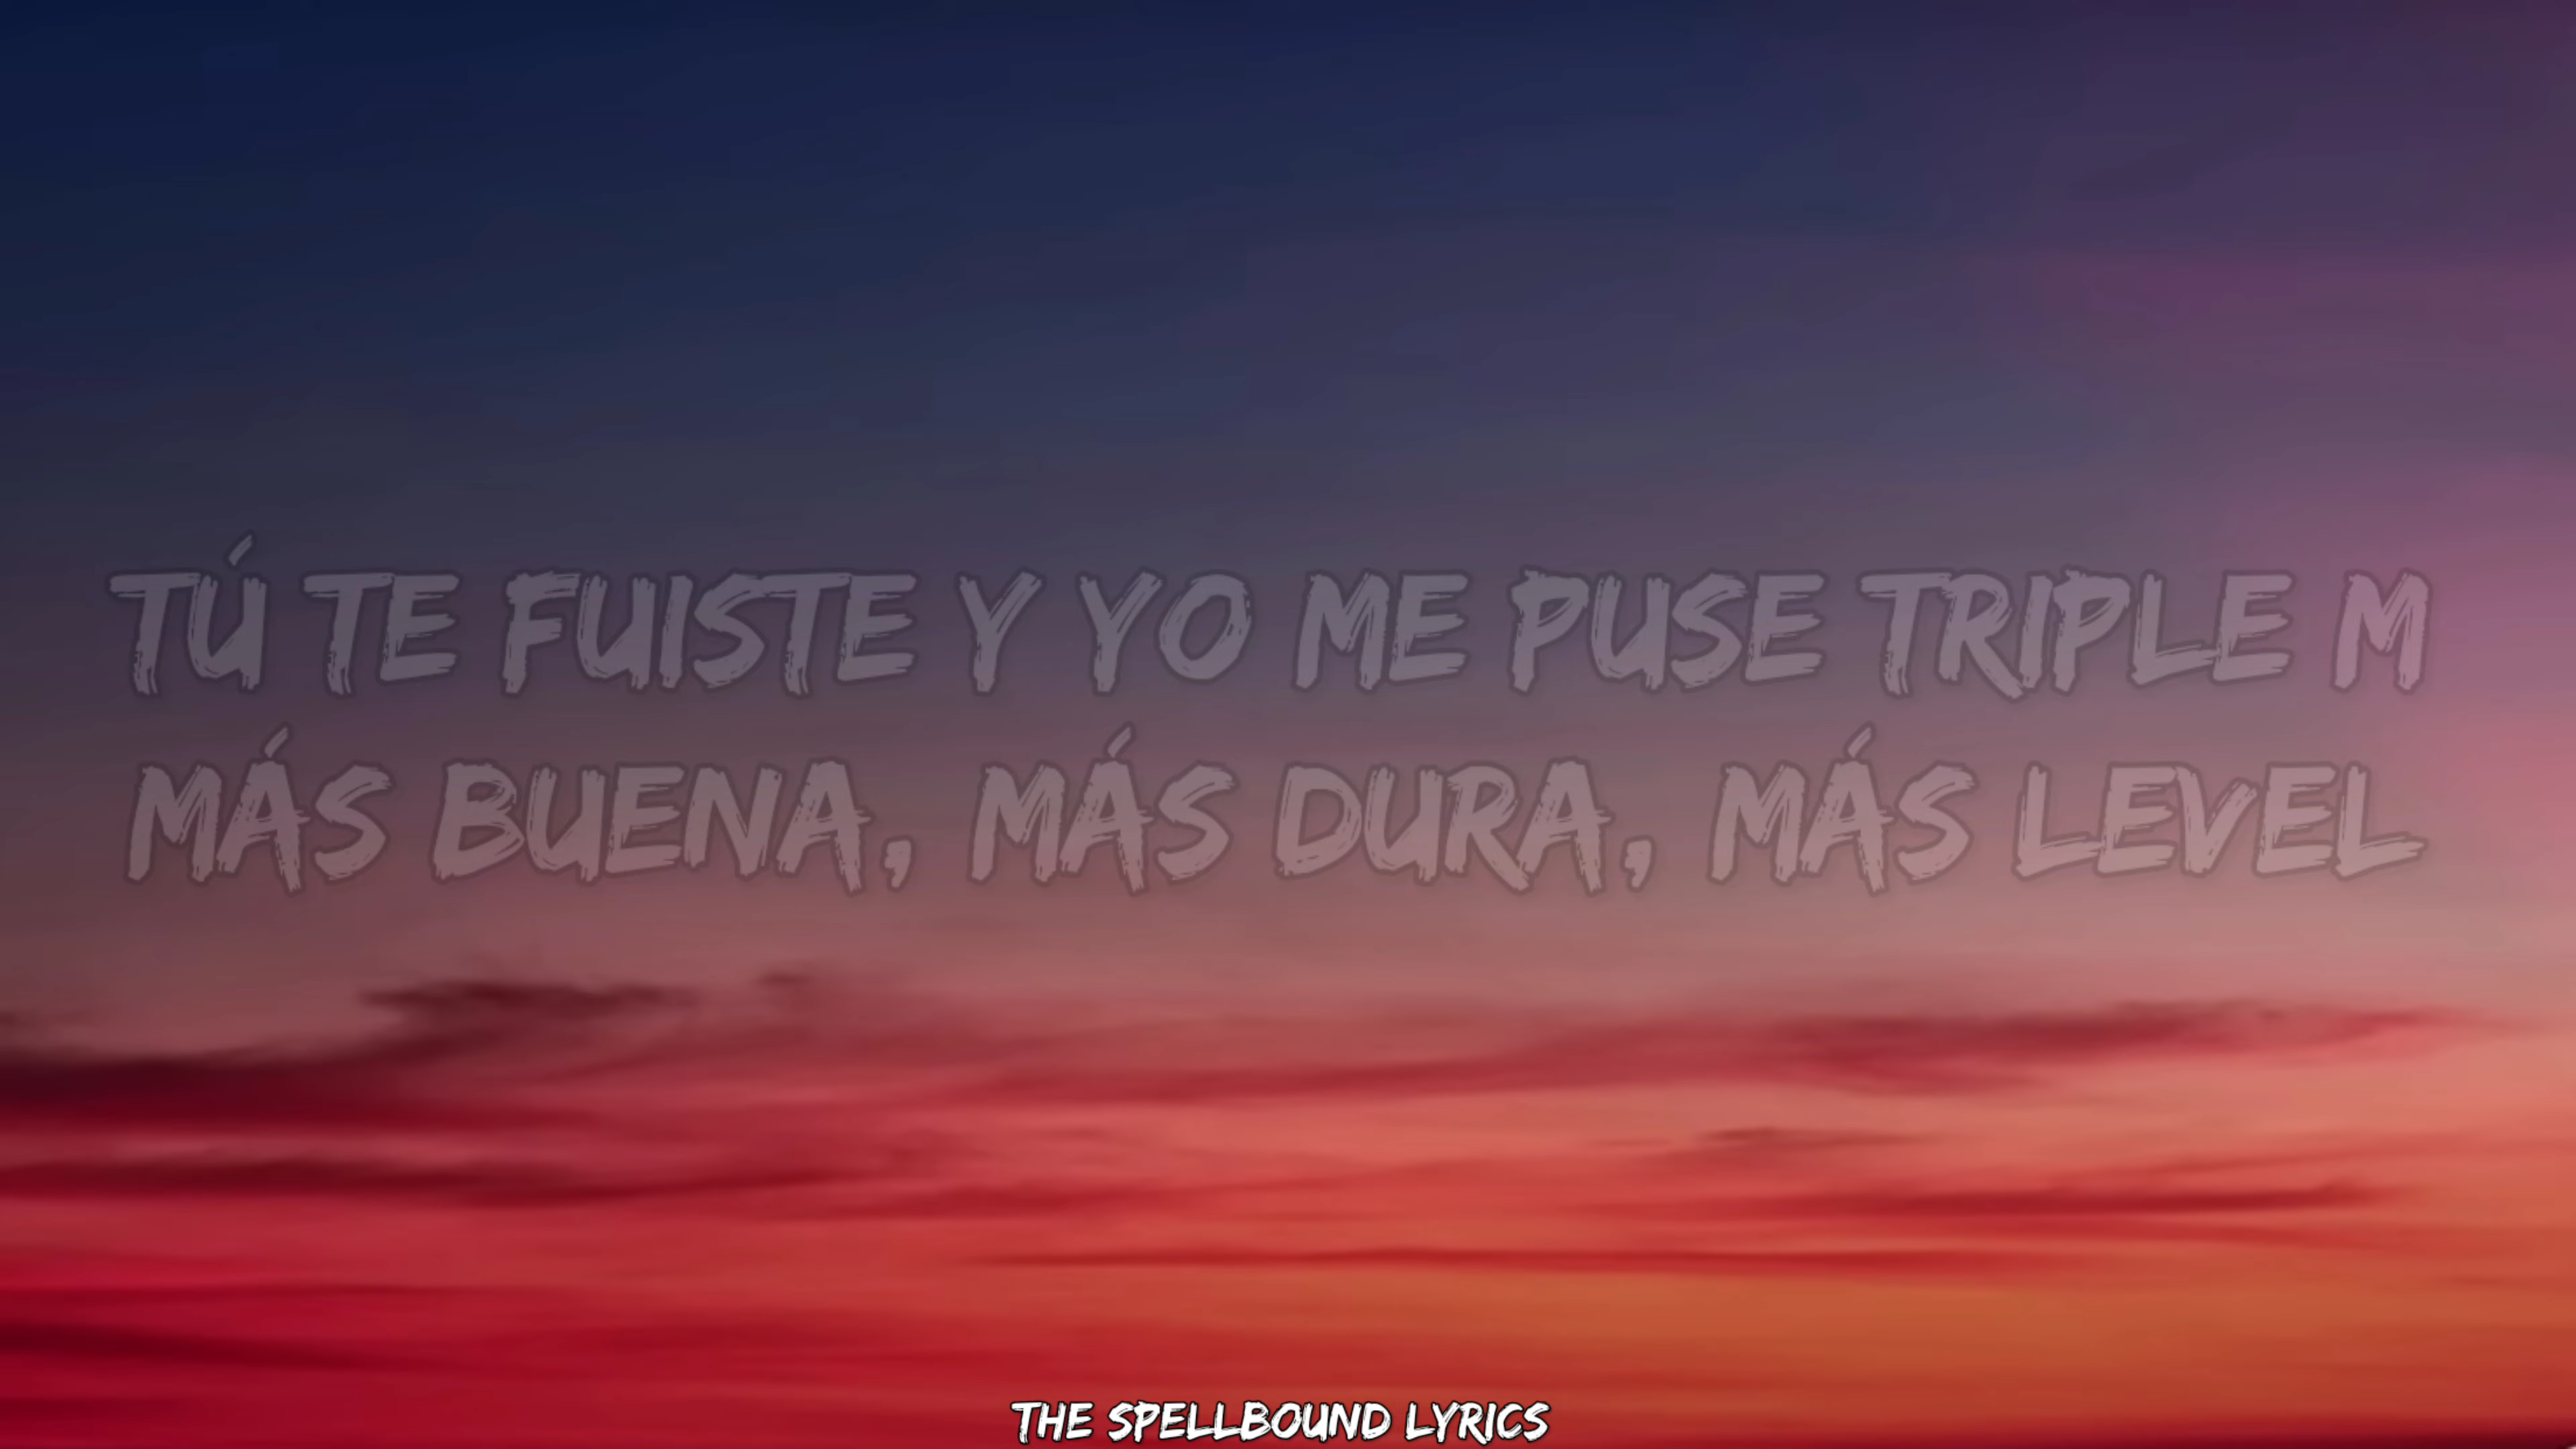 TÚ TE FUISTE Y YO ME PUSE TRIPLE M
MÁS BUENA, MÁS DURA, MÁS LEVEL
THE SPELLBOUND LYRICS